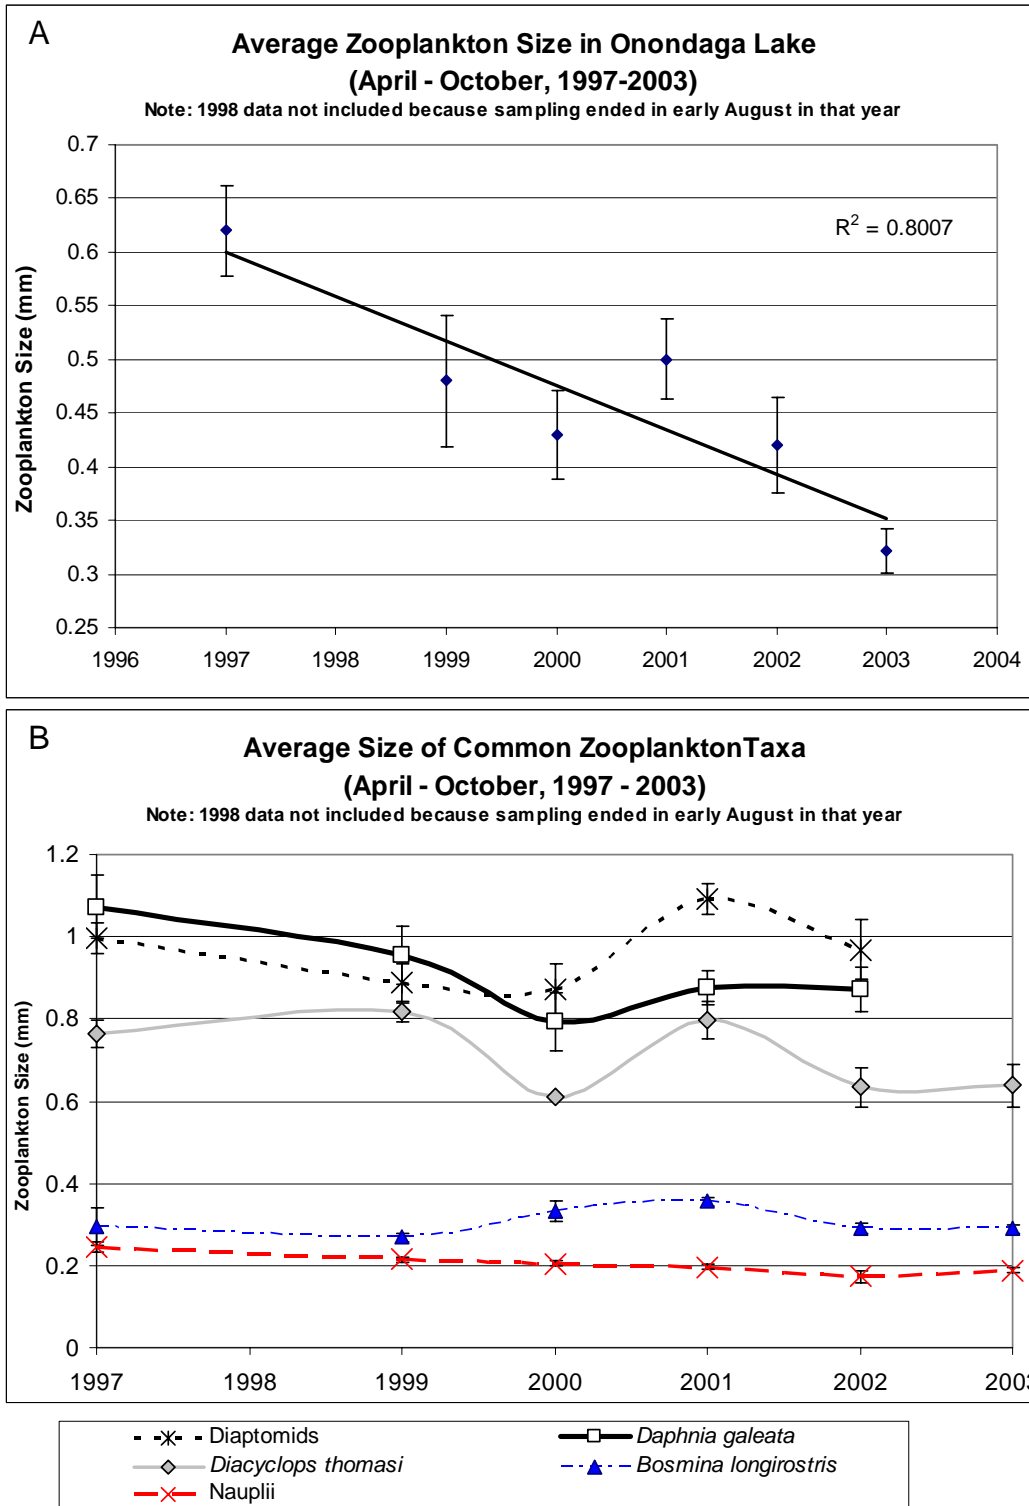 A
Average Zooplankton Size in Onondaga Lake
(April - October, 1997-2003)
Note: 1998 data not included because sampling ended in early August in that year
0.7
0.65
0.6
0.55
0.5
0.45
0.4
0.35
0.3
0.25
Zooplankton Size (mm)
R² = 0.8007
1996 1997 1998 1999 2000 2001 2002 2003 2004
B
Average Size of Common ZooplanktonTaxa
(April - October, 1997 - 2003)
Note: 1998 data not included because sampling ended in early August in that year
1.2
1
0.8
0.6
0.4
0.2
0
Zooplankton Size (mm)
1997 1998 1999 2000 2001 2002 2003
Diaptomids Daphnia galeata
Diacyclops thomasi Bosmina longirostris
Nauplii